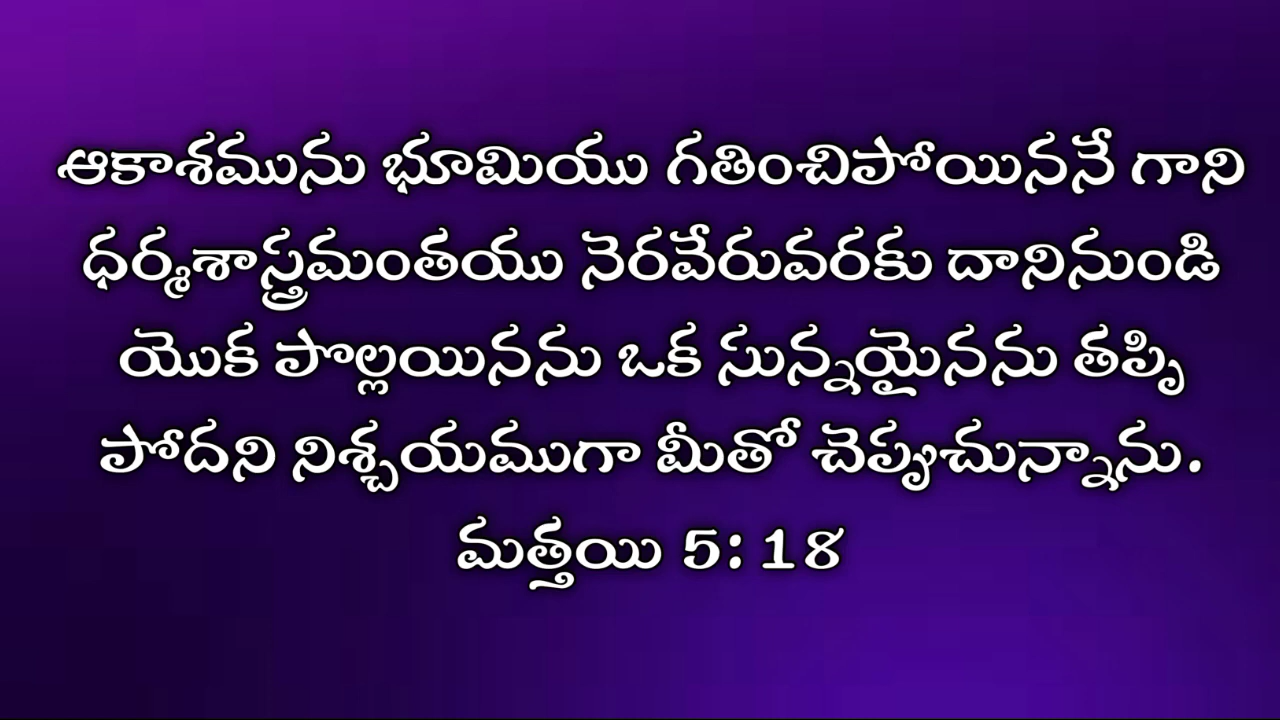 ఆకాశమును భూమియు గతించిపోయిననే గాని
ధర్మశాస్త్రమంతయు నెరవేరువరకు దానినుండి
యొక పొల్లయినను ఒక సున్నయైనను తప్పి
పోదని నిశ్చయముగా మీతో చెప్పుచున్నాను.
మత్తయి 5:18